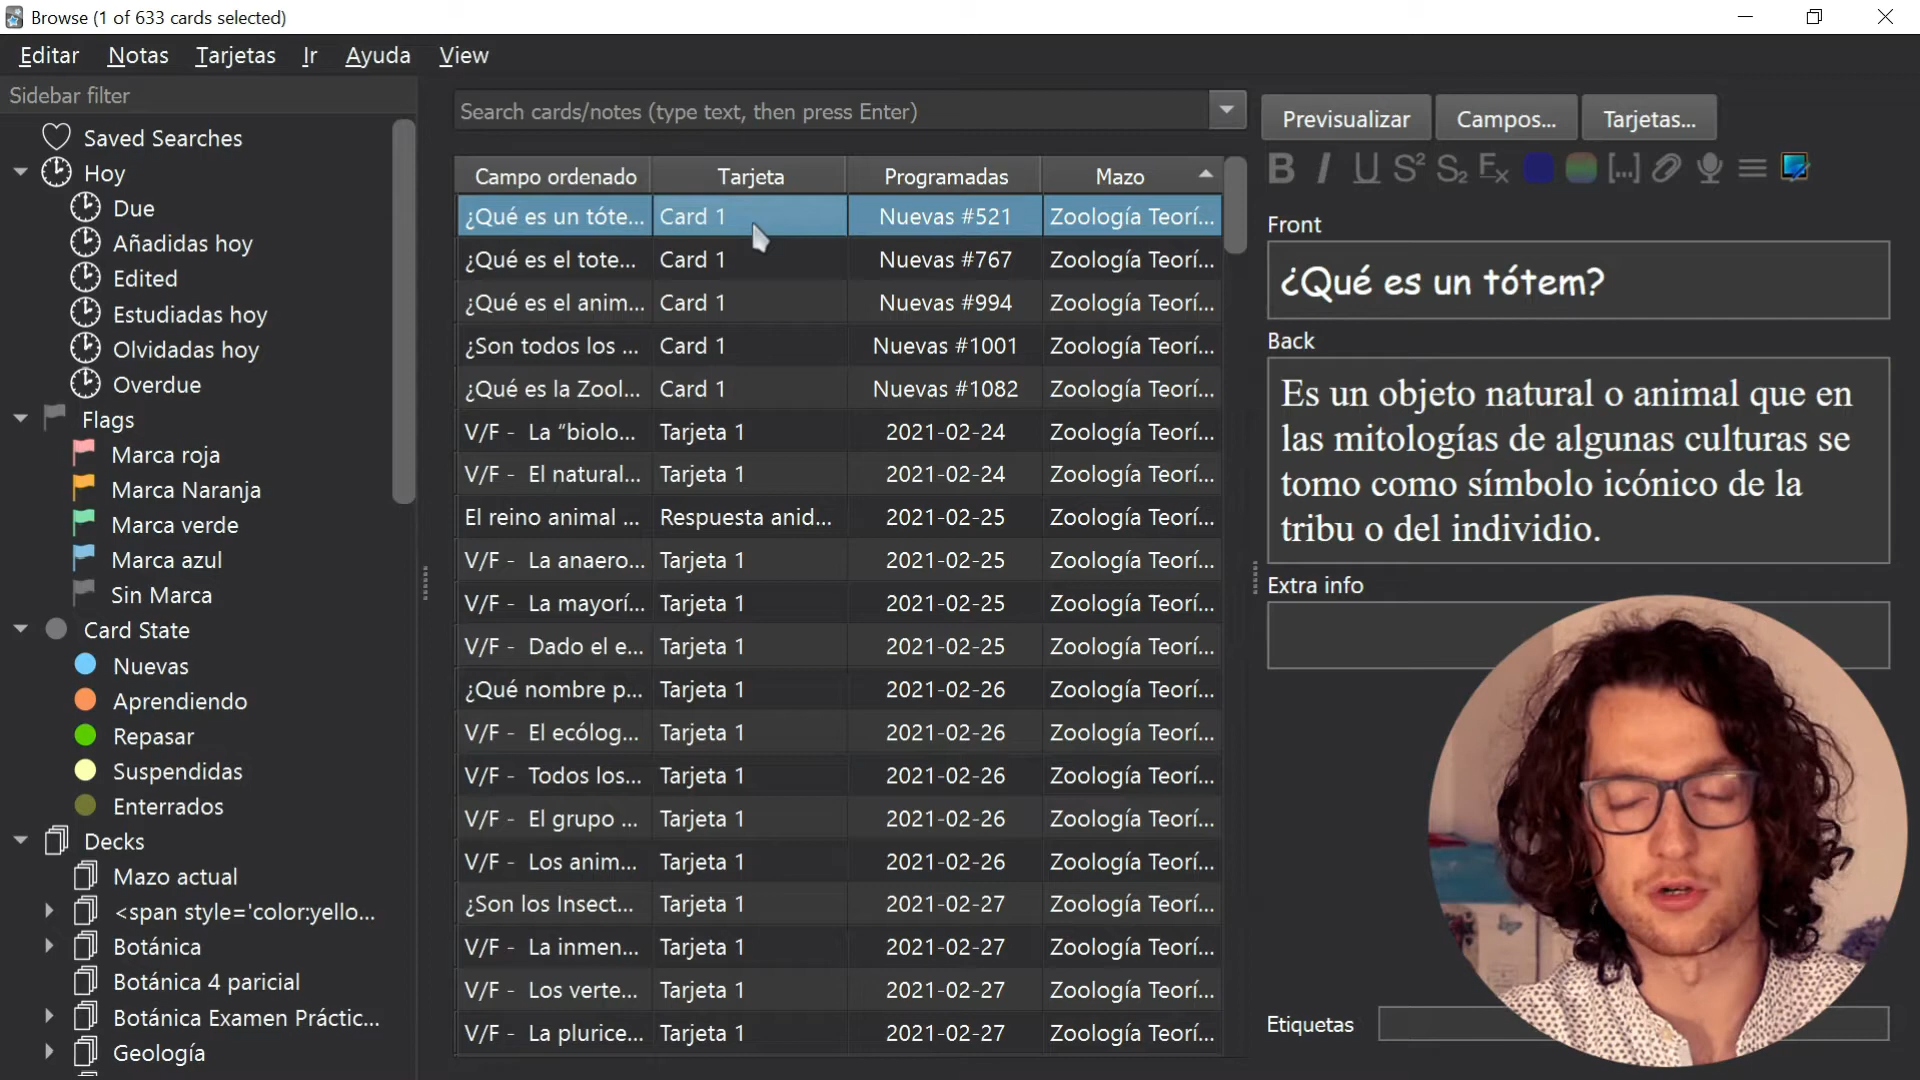 Browse (1 of 633 cards selected)
Editar Notas Tarjetas Ir Ayuda View
Sidebar filter
Saved Searches
Hoy
Due
Añadidas hoy
Edited
Estudiadas hoy
Olvidadas hoy
Overdue
Flags
Marca roja
Marca Naranja
Marca verde
Marca azul
Sin Marca
Card State
Nuevas
Aprendiendo
Repasar
Suspendidas
Enterrados
Decks
Mazo actual
<span style='color:yello...
Botánica
Botánica 4 paricial
Botánica Examen Práctic...
Geología
Search cards/notes (type text, then press Enter)
Campo ordenado Tarjeta Programadas Mazo
¿Qué es un tóte... Card 1 Nuevas #521 Zoología Teorí...
¿Qué es el tote... Card 1 Nuevas #767 Zoología Teorí...
¿Qué es el anim... Card 1 Nuevas #994 Zoología Teorí...
¿Son todos los ... Card 1 Nuevas #1001 Zoología Teorí...
¿Qué es la Zool... Card 1 Nuevas #1082 Zoología Teorí...
V/F - La "biolo... Tarjeta 1 2021-02-24 Zoología Teorí...
V/F - El natural... Tarjeta 1 2021-02-24 Zoología Teorí...
El reino animal ... Respuesta anid... 2021-02-25 Zoología Teorí...
V/F - La anaero... Tarjeta 1 2021-02-25 Zoología Teorí...
V/F - La mayorí... Tarjeta 1 2021-02-25 Zoología Teorí...
V/F - Dado el e... Tarjeta 1 2021-02-25 Zoología Teorí...
¿Qué nombre p... Tarjeta 1 2021-02-26 Zoología Teorí...
V/F - El ecólog... Tarjeta 1 2021-02-26 Zoología Teorí...
V/F - Todos los... Tarjeta 1 2021-02-26 Zoología Teorí...
V/F - El grupo ... Tarjeta 1 2021-02-26 Zoología Teorí...
V/F - Los anim... Tarjeta 1 2021-02-26 Zoología Teorí...
¿Son los Insect... Tarjeta 1 2021-02-27 Zoología Teorí...
V/F - La inmen... Tarjeta 1 2021-02-27 Zoología Teorí...
V/F - Los verte... Tarjeta 1 2021-02-27 Zoología Teorí...
V/F - La plurice... Tarjeta 1 2021-02-27 Zoología Teorí...
Previsualizar Campos... Tarjetas...
B I U S² S₂ Ex [...]
Front
¿Qué es un tótem?
Back
Es un objeto natural o animal que en
las mitologías de algunas culturas se
tomo como símbolo icónico de la
tribu o del individio.
Extra info
Etiquetas